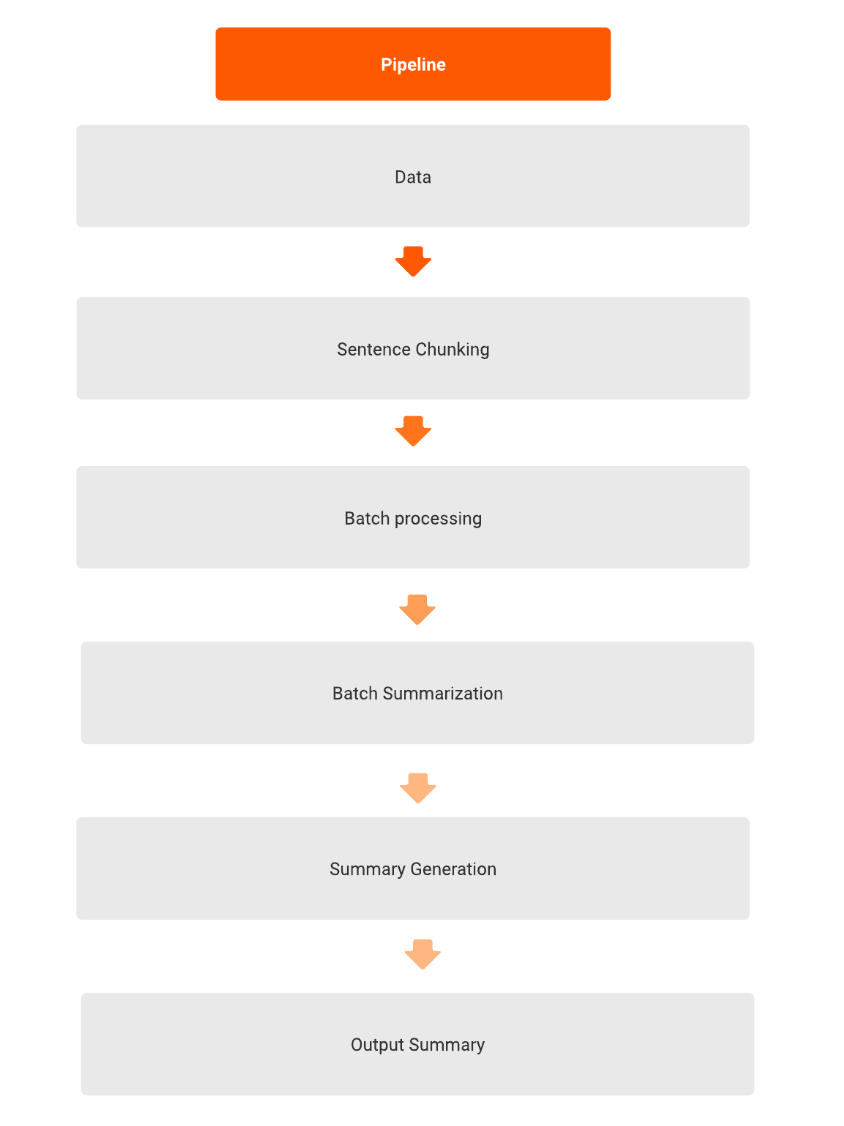 Pipeline
Data
Sentence Chunking
Batch processing
Batch Summarization
Summary Generation
Output Summary